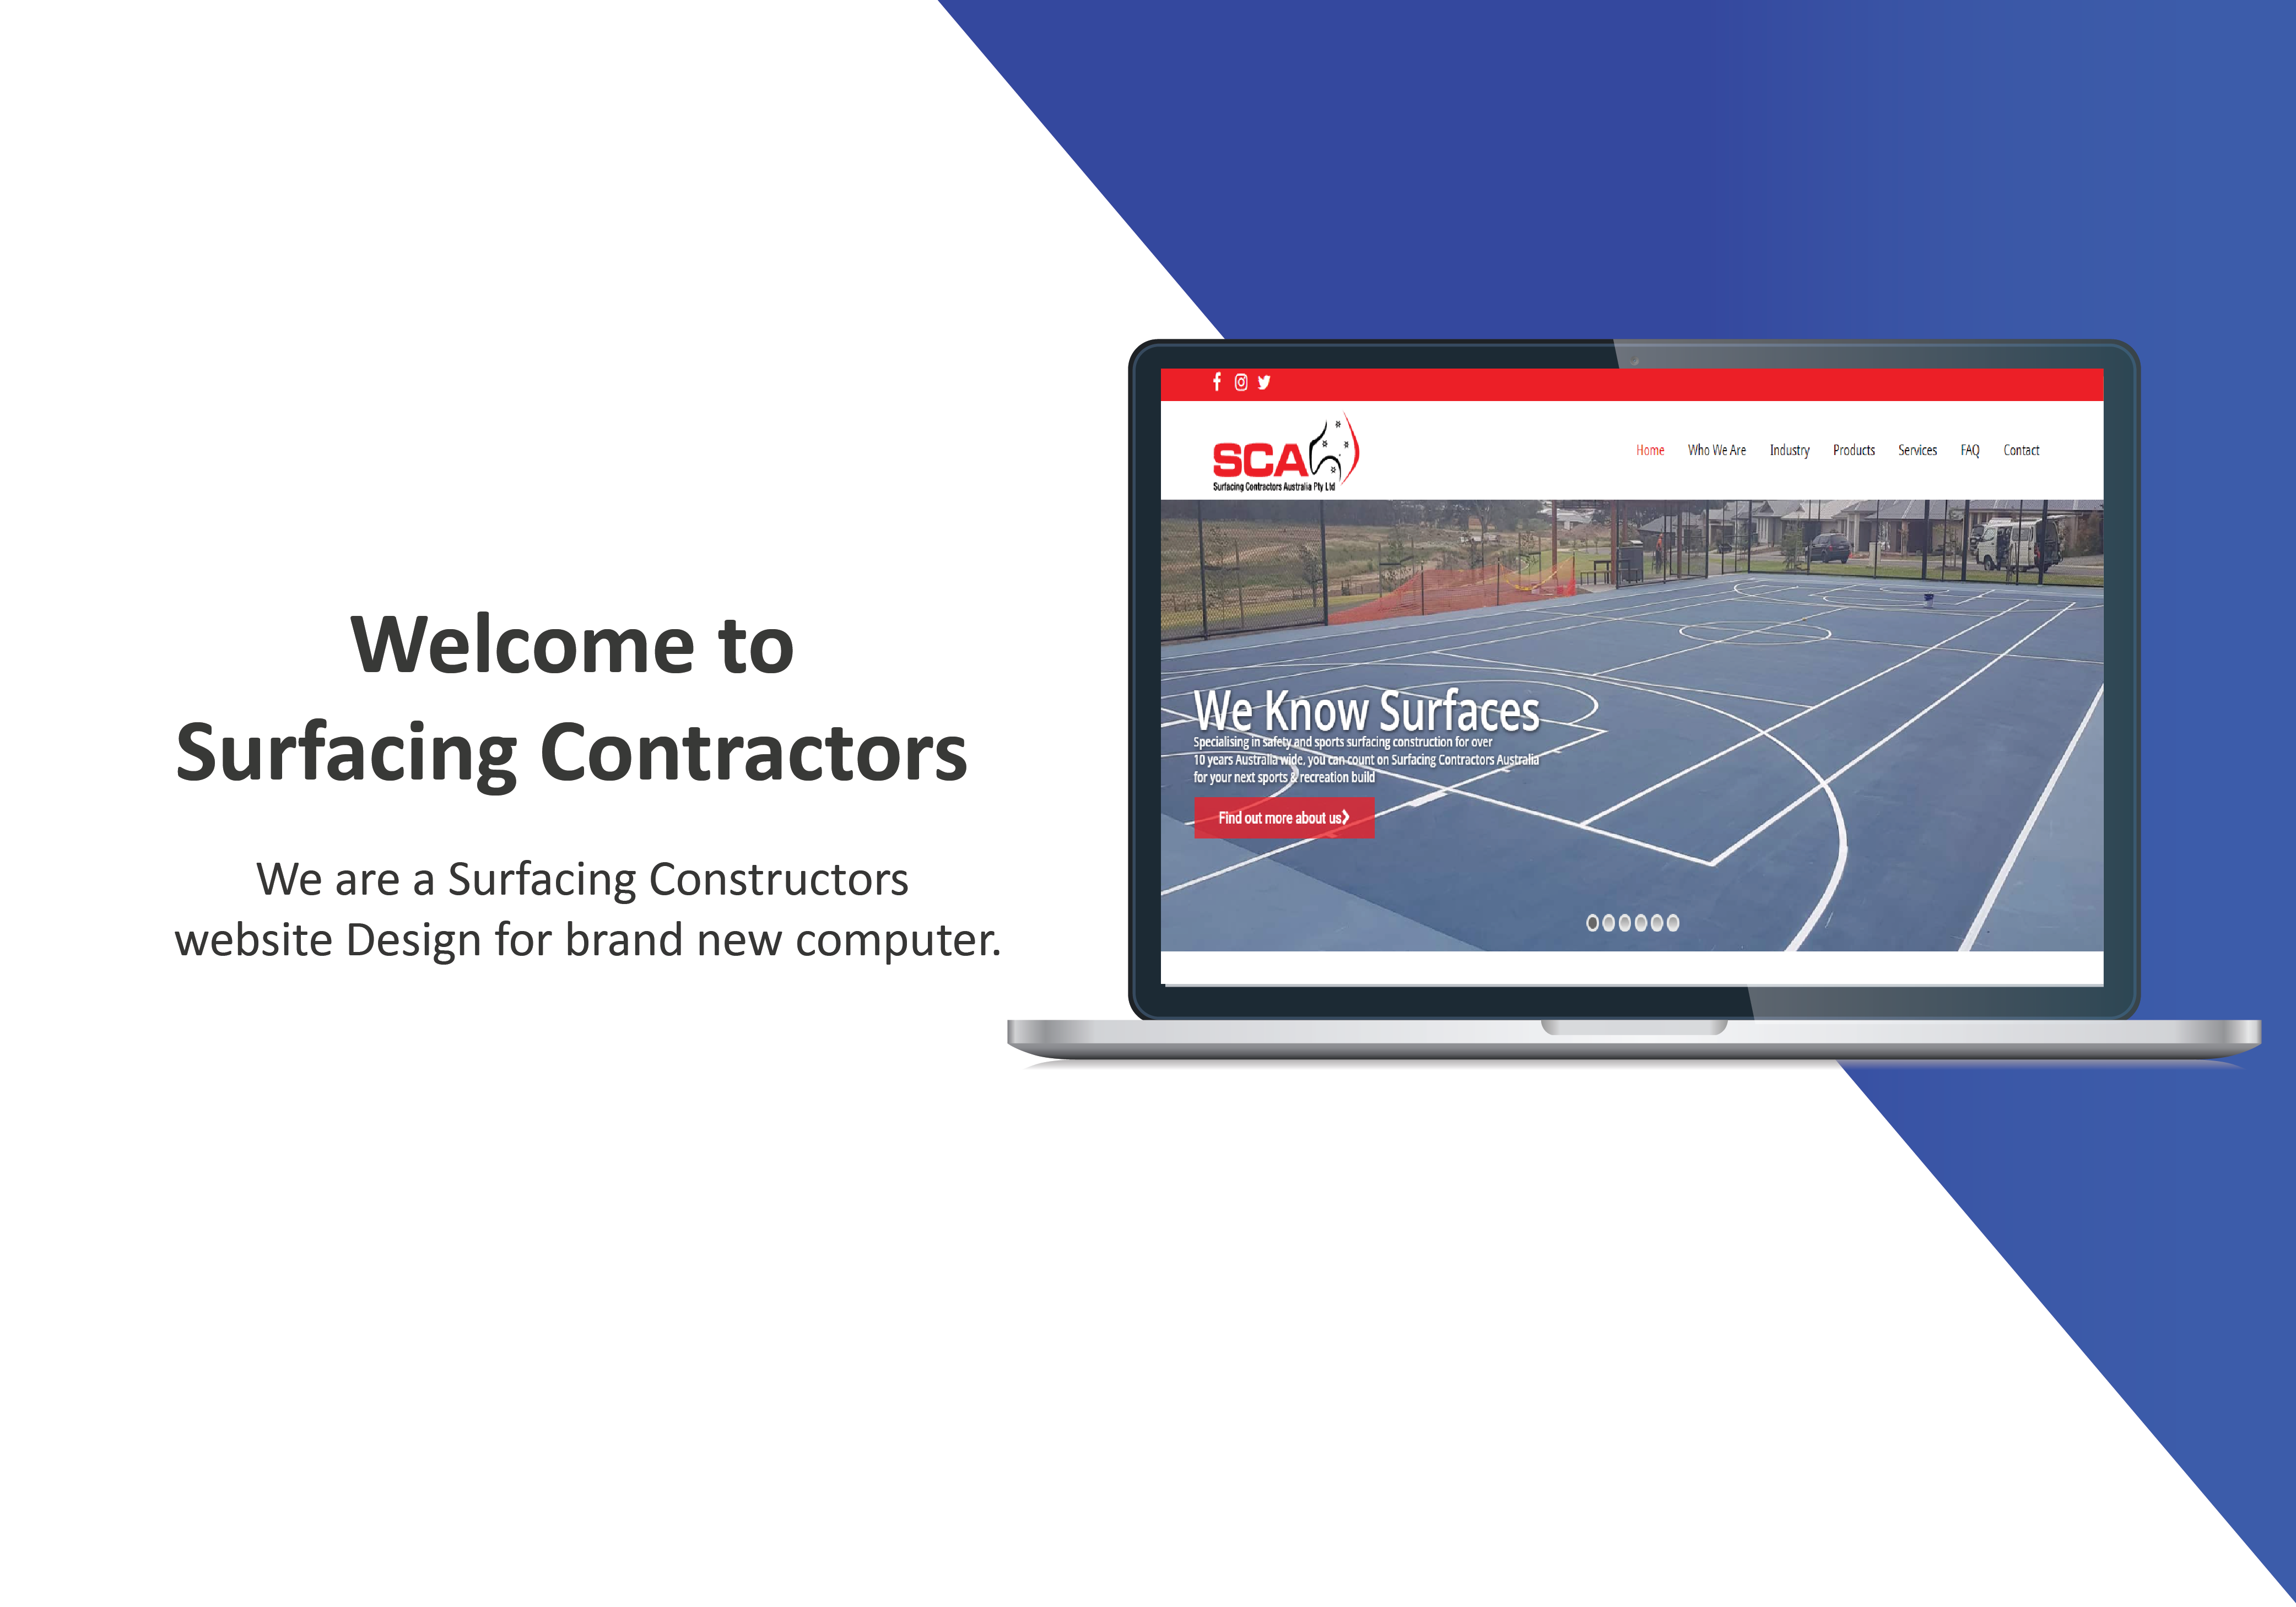 Welcome to
Surfacing Contractors
We are a Surfacing Constructors
website Design for brand new computer.
SCA
Surfacing Contractors Australia Pty Ltd
Home Who We Are Industry Products Services FAQ Contact
We Know Surfaces
Specialising in safety and sports surfacing construction for over
10 years Australia wide, you can count on Surfacing Contractors Australia
for your next sports & recreation build
Find out more about us